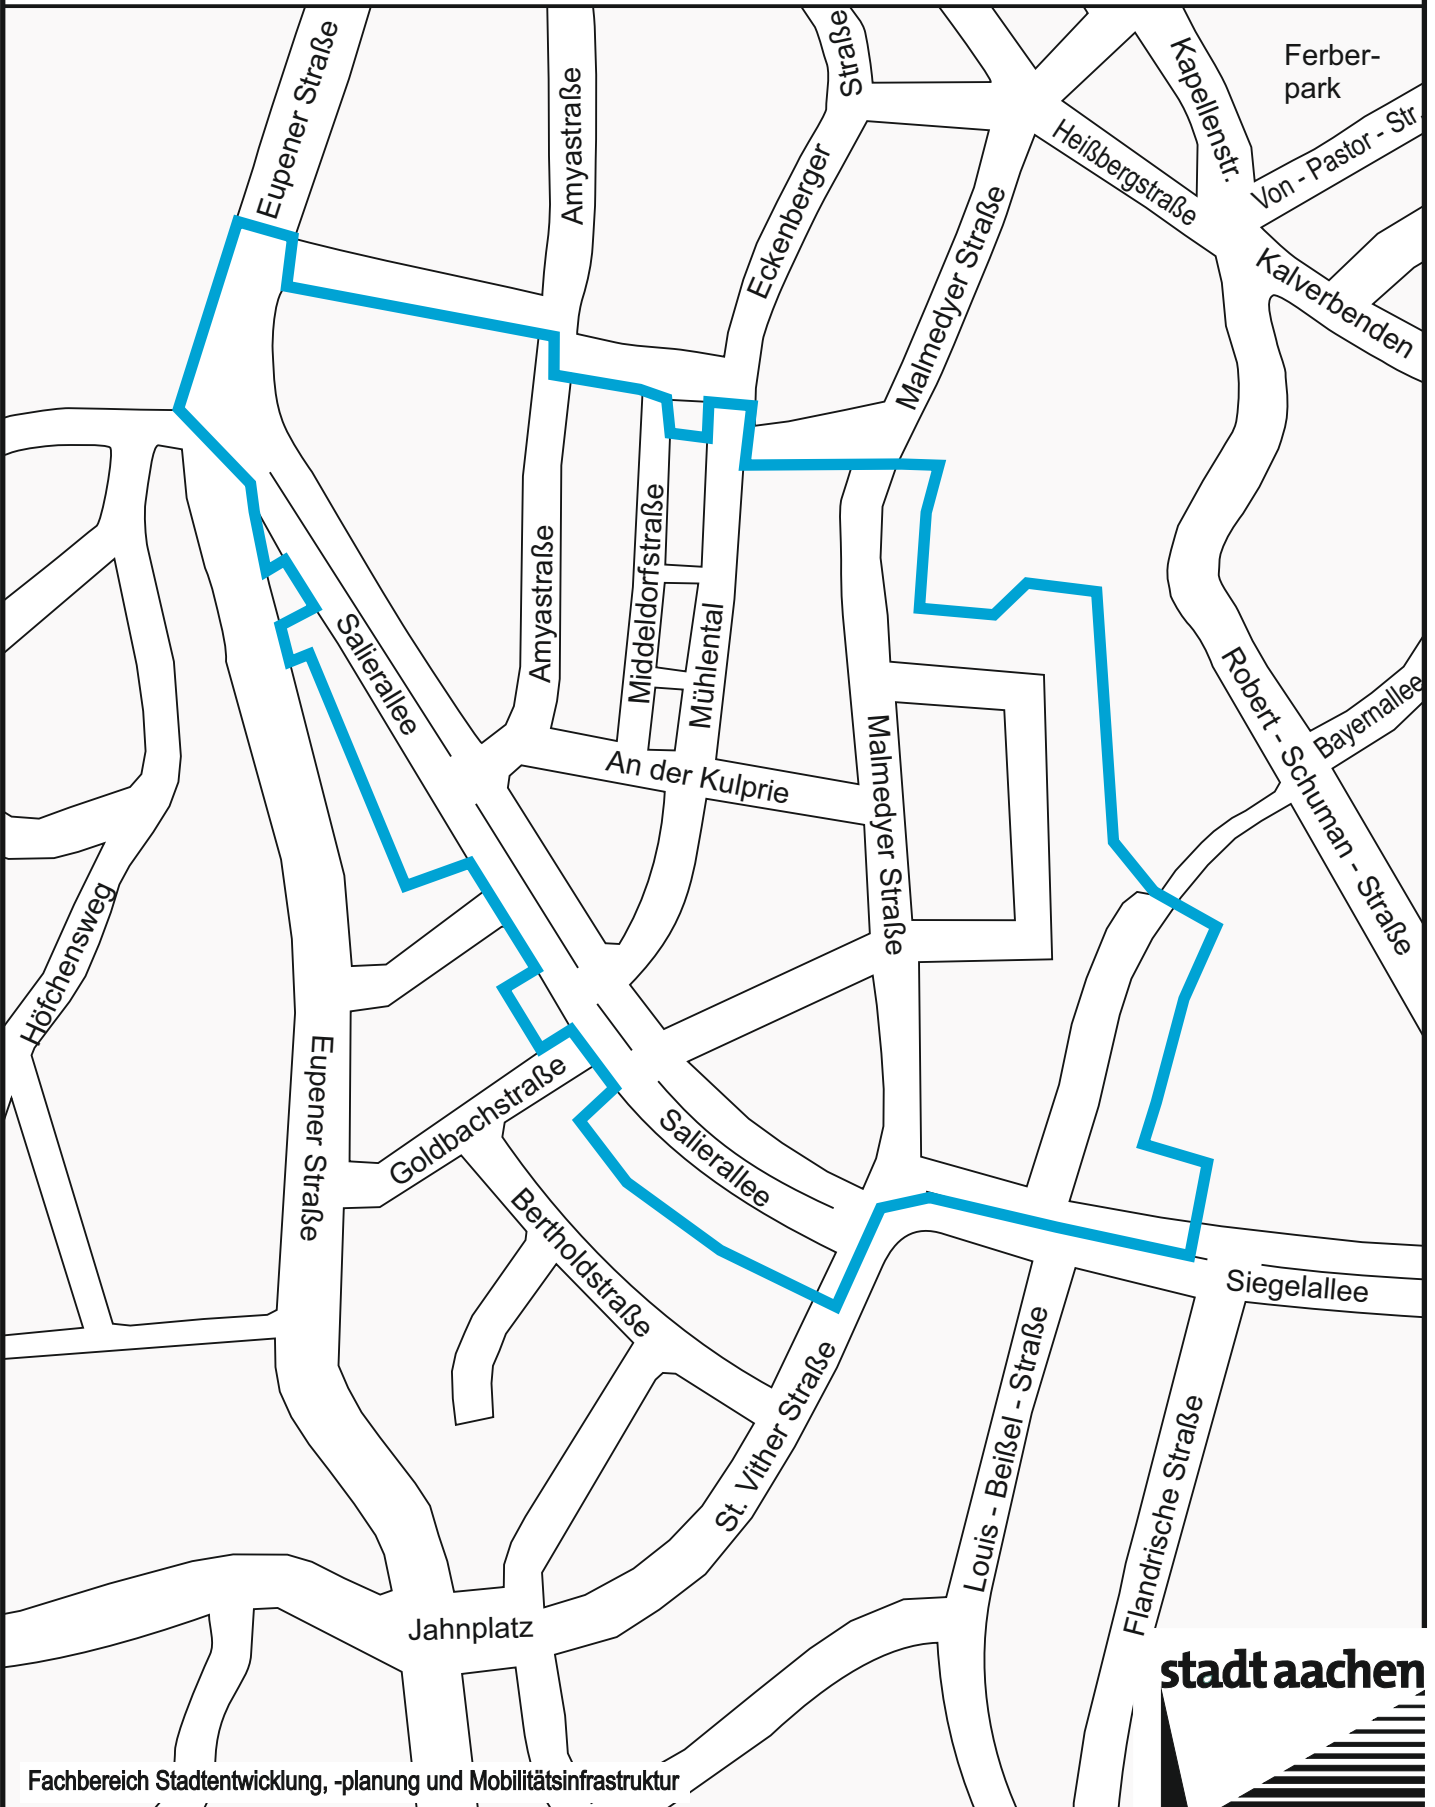 Eupener Straße
Amyastraße
Straße
Eckenberger
Kapellenstr.
Ferber-
park
Von - Pastor - Str.
Heißbergstraße
Malmedyer Straße
Kalverbenden
Amyastraße
Middeldorfstraße
Mühlental
Salierallee
An der Kulprie
Malmedyer Straße
Robert - Schuman - Straße
Bayernallee
Höfchensweg
Eupener Straße
Goldbachstraße
Salierallee
Bertholdstraße
Siegelallee
St. Vither Straße
Louis - Beißel - Straße
Flandrische Straße
Jahnplatz
stadt aachen
Fachbereich Stadtentwicklung, -planung und Mobilitätsinfrastruktur